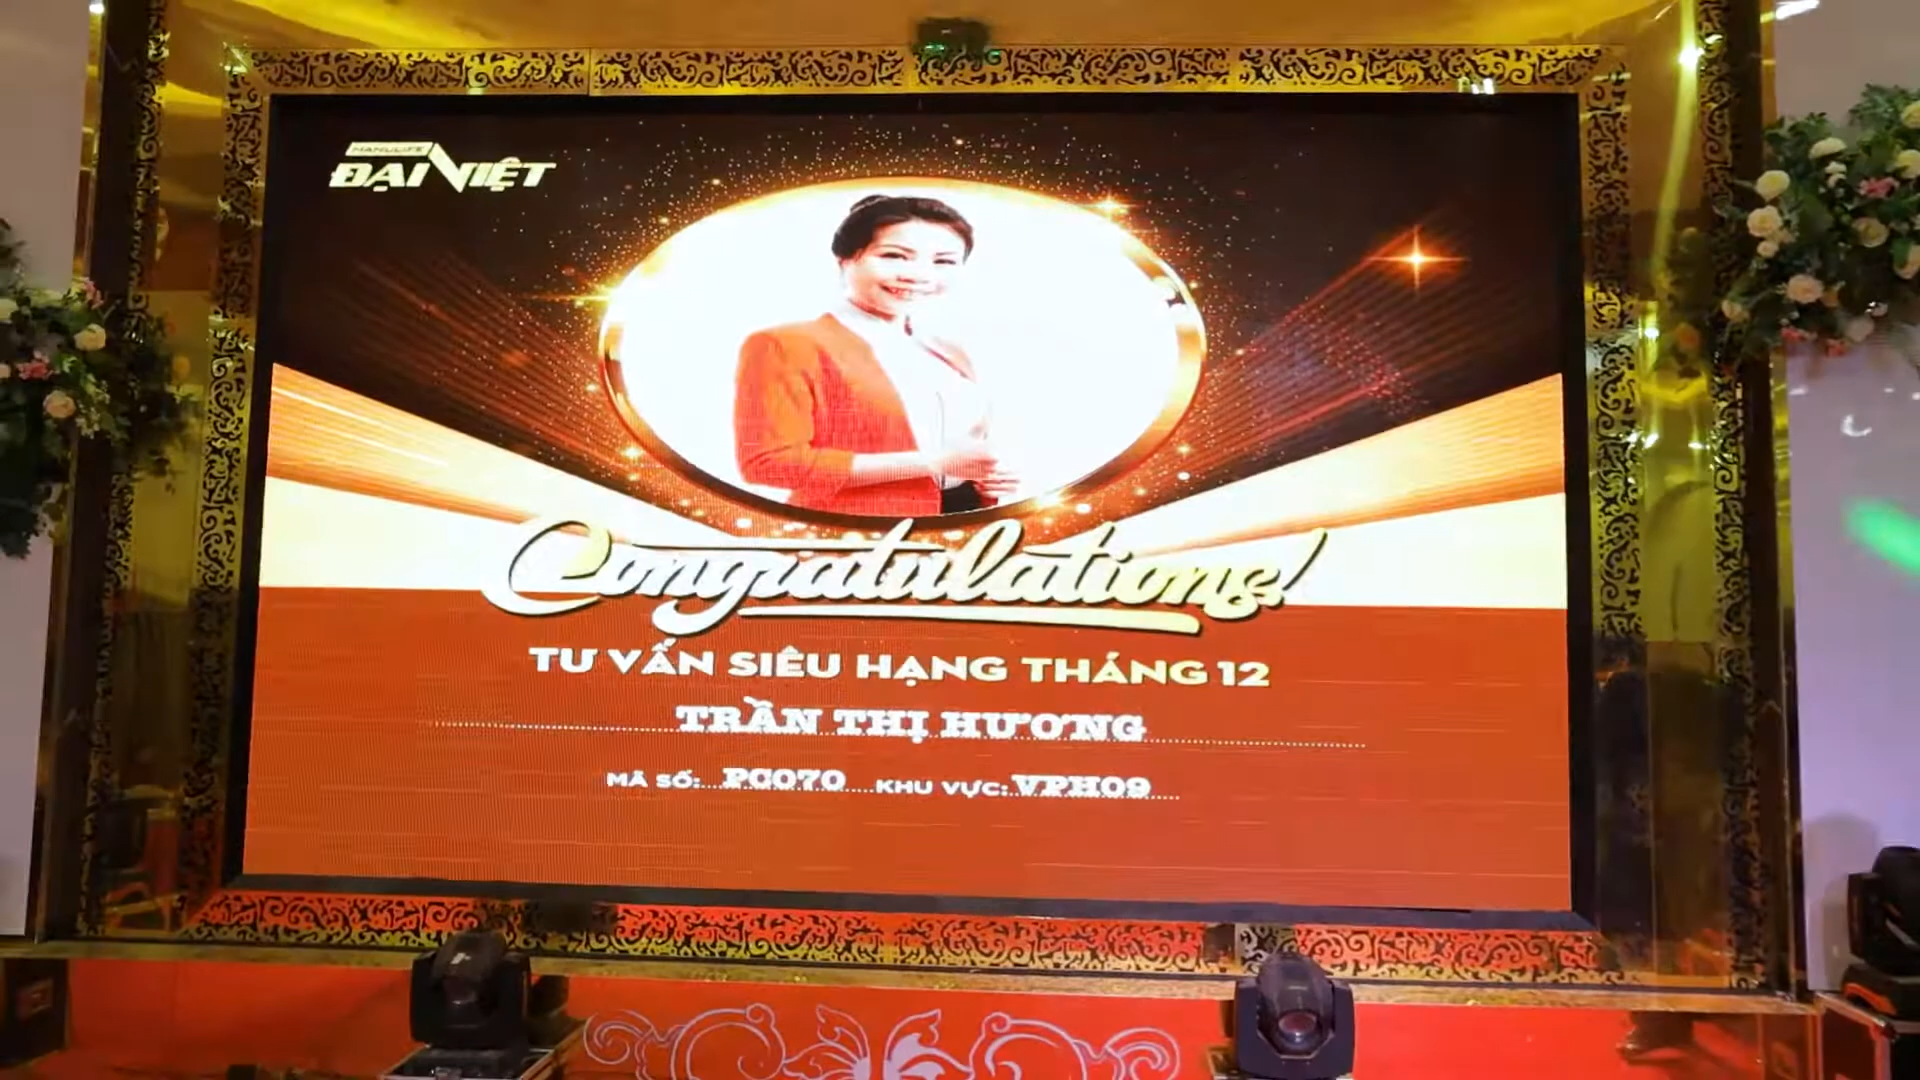 MANULIFE
ĐẠI VIỆT
Congratulations!
TƯ VẤN SIÊU HẠNG THÁNG 12
TRẦN THỊ HƯƠNG
MÃ SỐ: PC070 KHU VỰC: VPH09